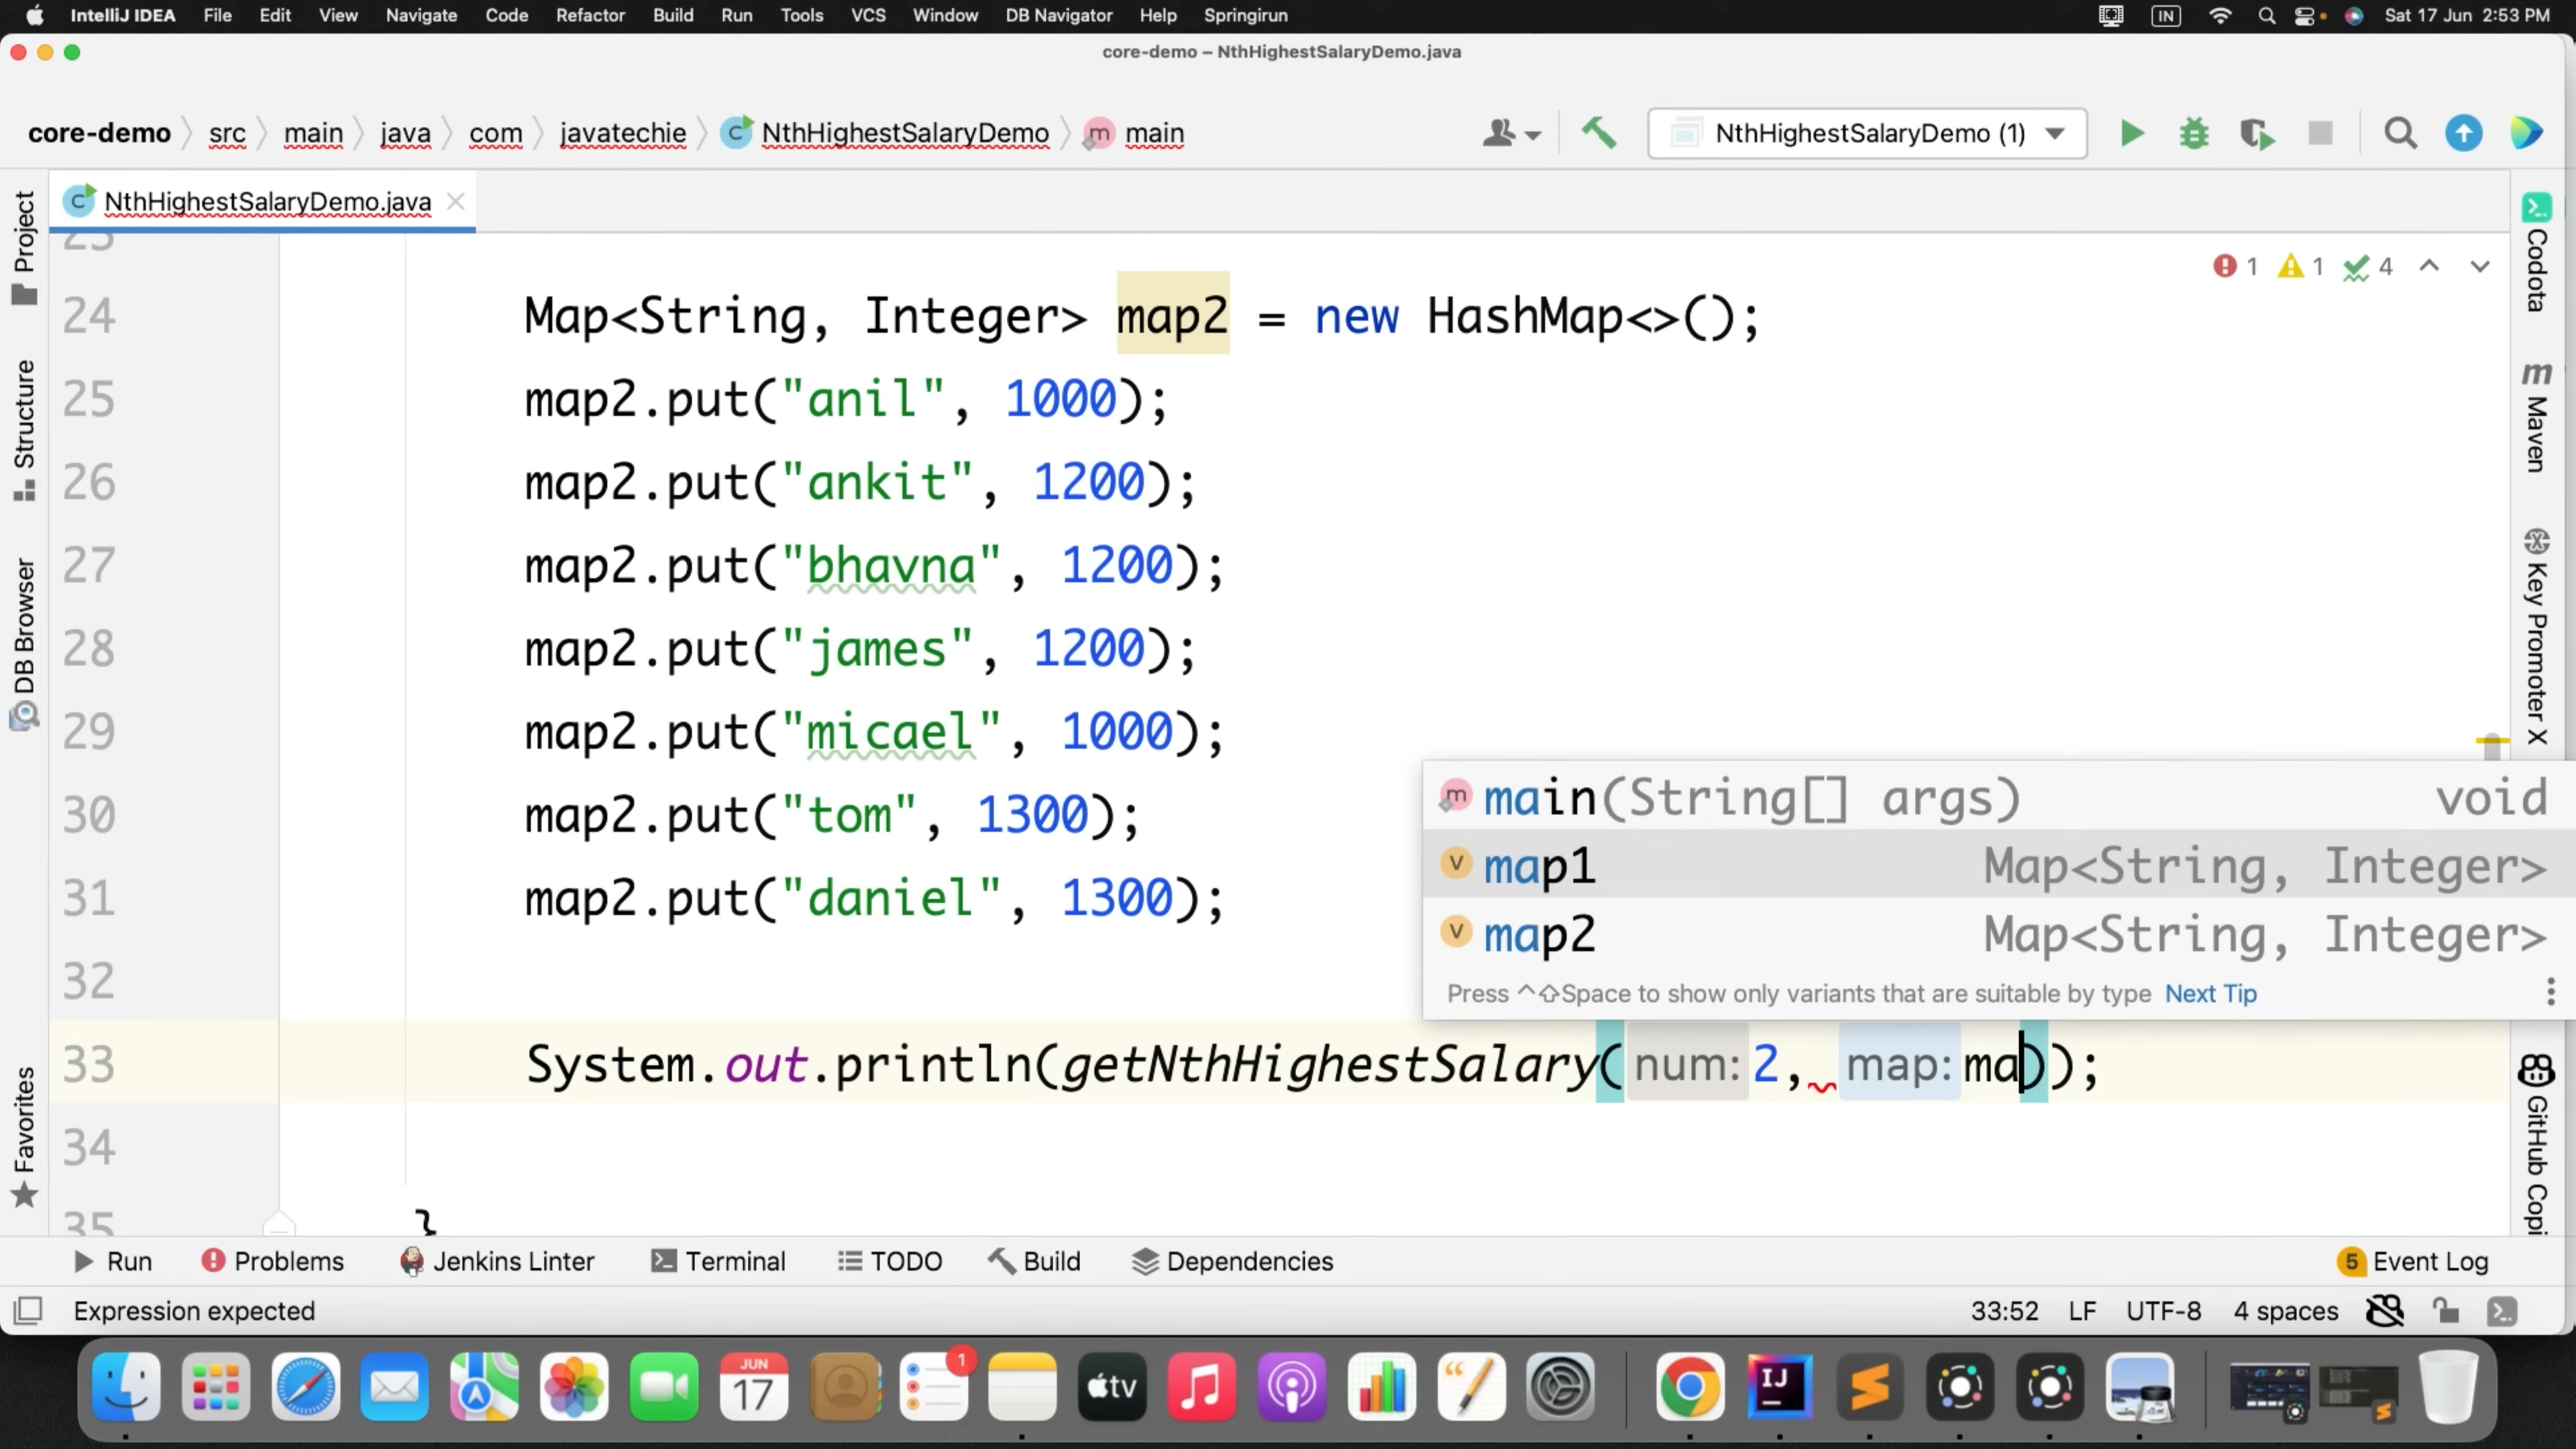 IntelliJ IDEA File Edit View Navigate Code Refactor Build Run Tools VCS Window DB Navigator Help Springirun IN Sat 17 Jun 2:53 PM
core-demo – NthHighestSalaryDemo.java
core-demo src main java com javatechie C NthHighestSalaryDemo m main NthHighestSalaryDemo (1)
C NthHighestSalaryDemo.java
Project
Structure
DB Browser
Favorites
1 1 4
24 Map<String, Integer> map2 = new HashMap<>();
25 map2.put("anil", 1000);
26 map2.put("ankit", 1200);
27 map2.put("bhavna", 1200);
28 map2.put("james", 1200);
29 map2.put("micael", 1000);
30 map2.put("tom", 1300);
31 map2.put("daniel", 1300);
32
m main(String[] args) void
v map1 Map<String, Integer>
v map2 Map<String, Integer>
Press ^⇧Space to show only variants that are suitable by type Next Tip
33 System.out.println(getNthHighestSalary( num: 2, map: ma));
34
35 }
Codota
m Maven
Key Promoter X
GitHub Copi
Run Problems Jenkins Linter Terminal TODO Build Dependencies 5 Event Log
Expression expected 33:52 LF UTF-8 4 spaces
JUN
17
1
tv
IJ